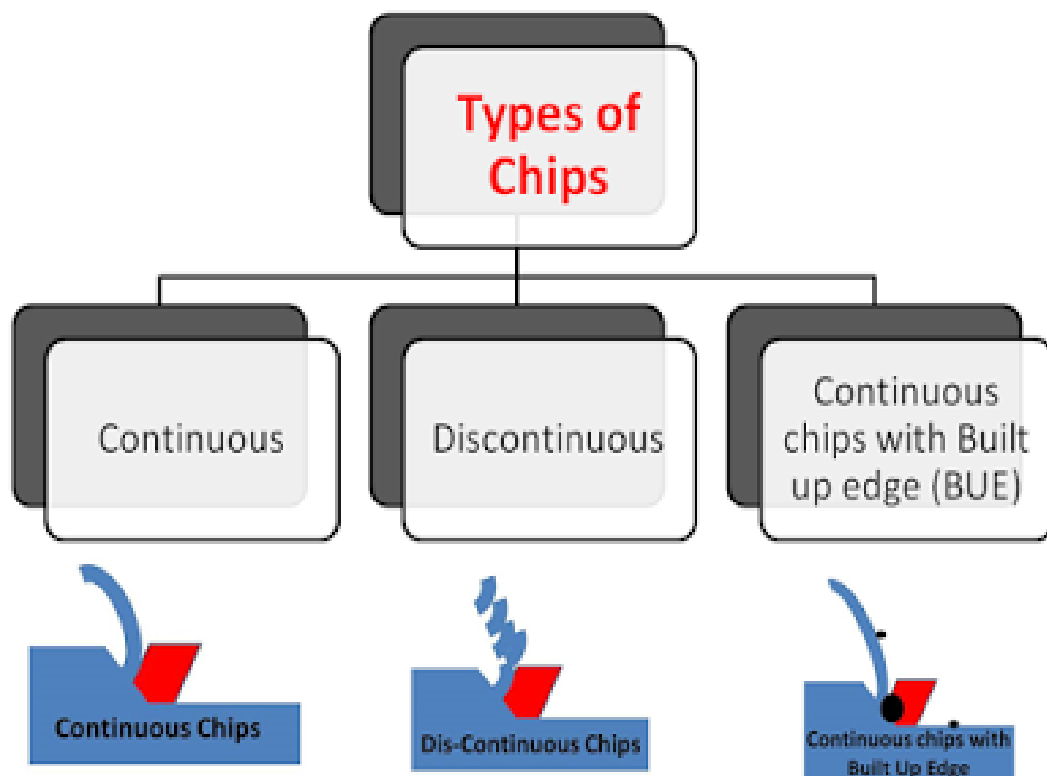 Types of
Chips
Continuous
Discontinuous
Continuous
chips with Built
up edge (BUE)
Continuous Chips
Dis-Continuous Chips
Continuous chips with
Built Up Edge